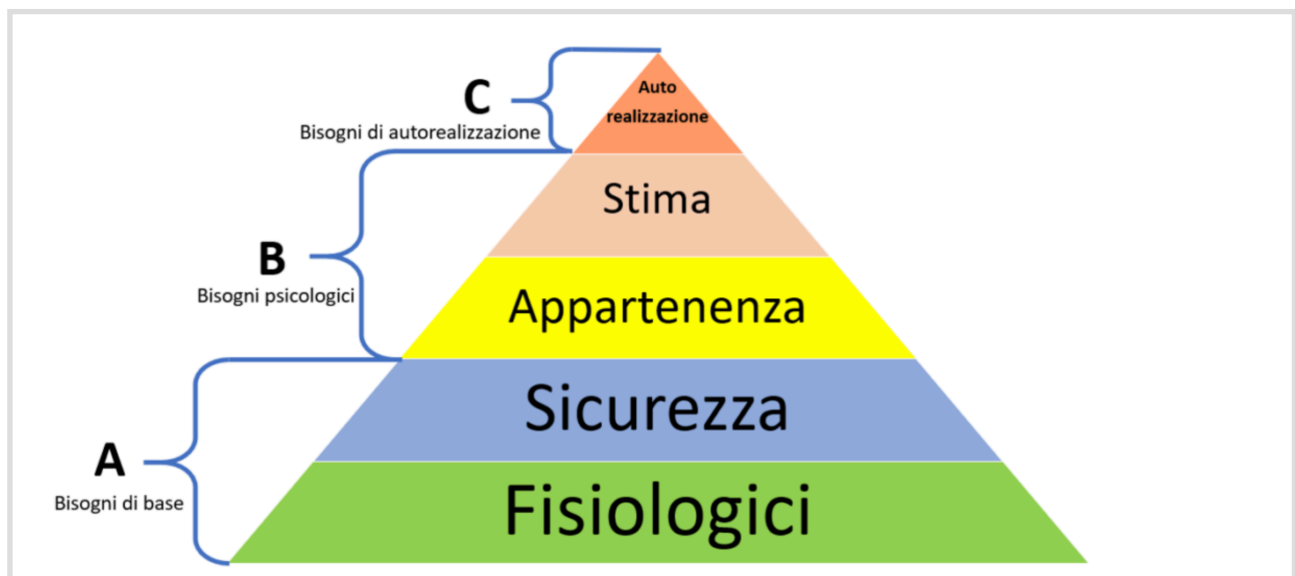 C
Bisogni di autorealizzazione
Auto
realizzazione
Stima
B
Bisogni psicologici
Appartenenza
Sicurezza
A
Bisogni di base
Fisiologici